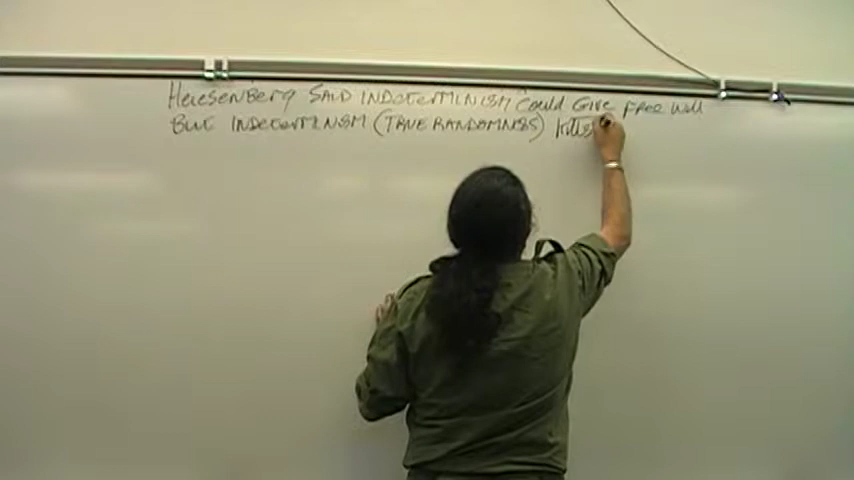 Heisenberg SAID INDETERMINISM Could Give FREE Will
But INDETERMINISM (TRUE RANDOMNESS) Kills